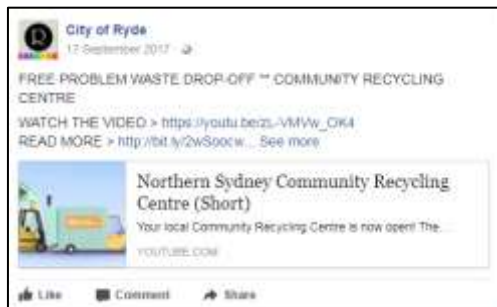 City of Ryde
17 September 2017
FREE PROBLEM WASTE DROP-OFF ** COMMUNITY RECYCLING
CENTRE
WATCH THE VIDEO > https://youtu.be/zL-VMVw_OK4
READ MORE > http://bit.ly/2wSoocw... See more
Northern Sydney Community Recycling
Centre (Short)
Your local Community Recycling Centre is now open! The...
YOUTUBE.COM
Like Comment Share